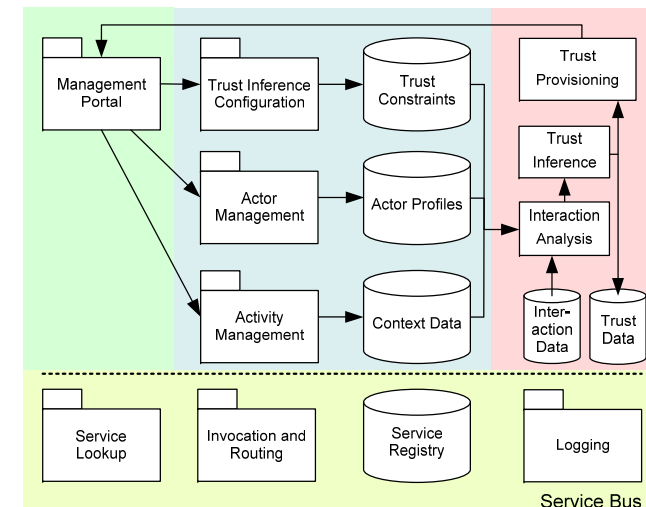 Management
Portal
Trust Inference
Configuration
Trust
Constraints
Trust
Provisioning
Trust
Inference
Actor
Management
Actor Profiles
Interaction
Analysis
Activity
Management
Context Data
Inter-
action
Data
Trust
Data
Service
Lookup
Invocation and
Routing
Service
Registry
Logging
Service Bus